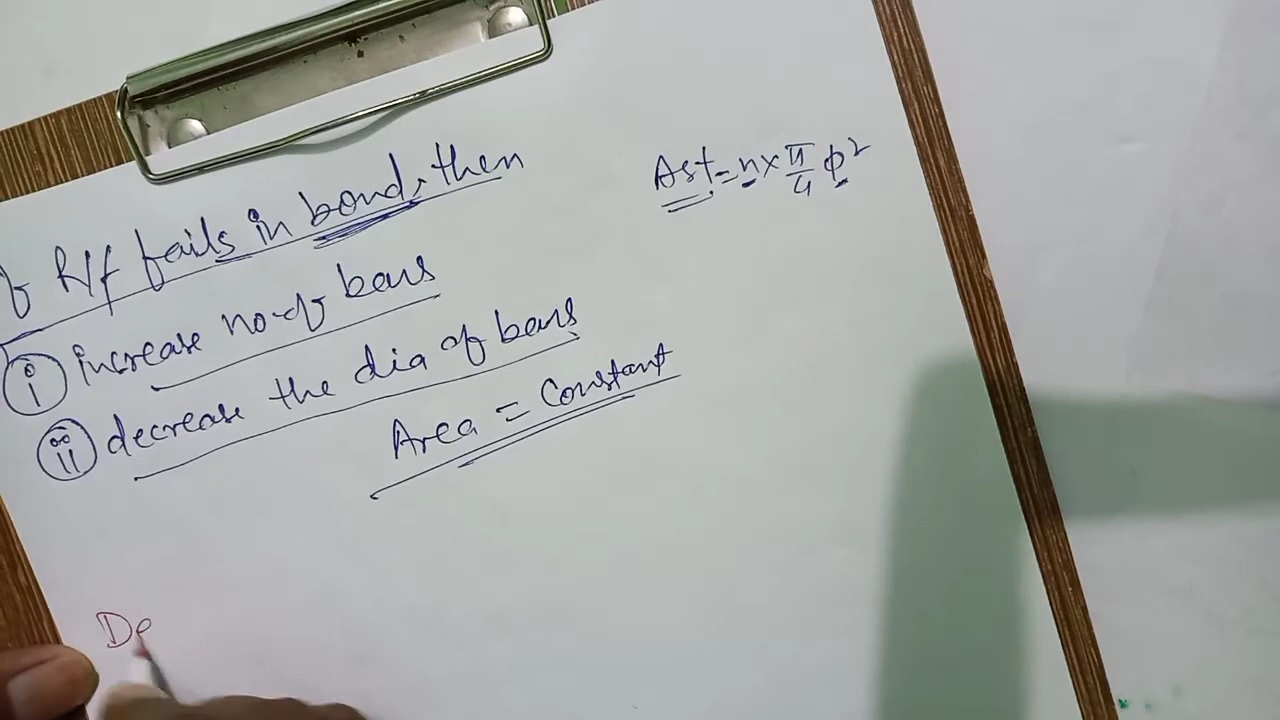 R/f fails in bond, then
Ast = n × π/4 ϕ²
(i) increase no. of bars
(ii) decrease the dia of bars
Area = Constant
De